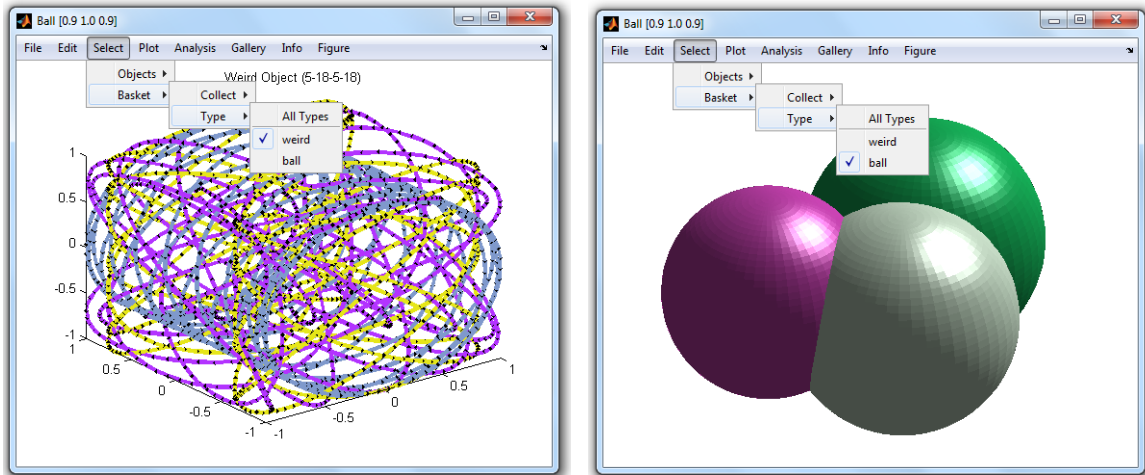 Ball [0.9 1.0 0.9]
File Edit Select Plot Analysis Gallery Info Figure
Objects
Basket
Collect
Type
All Types
weird
ball
Weird Object (5-18-5-18)
1
0.5
0
-0.5
-1
1
0.5
0
-0.5
-1
-1
-0.5
0
0.5
1
Ball [0.9 1.0 0.9]
File Edit Select Plot Analysis Gallery Info Figure
Objects
Basket
Collect
Type
All Types
weird
ball